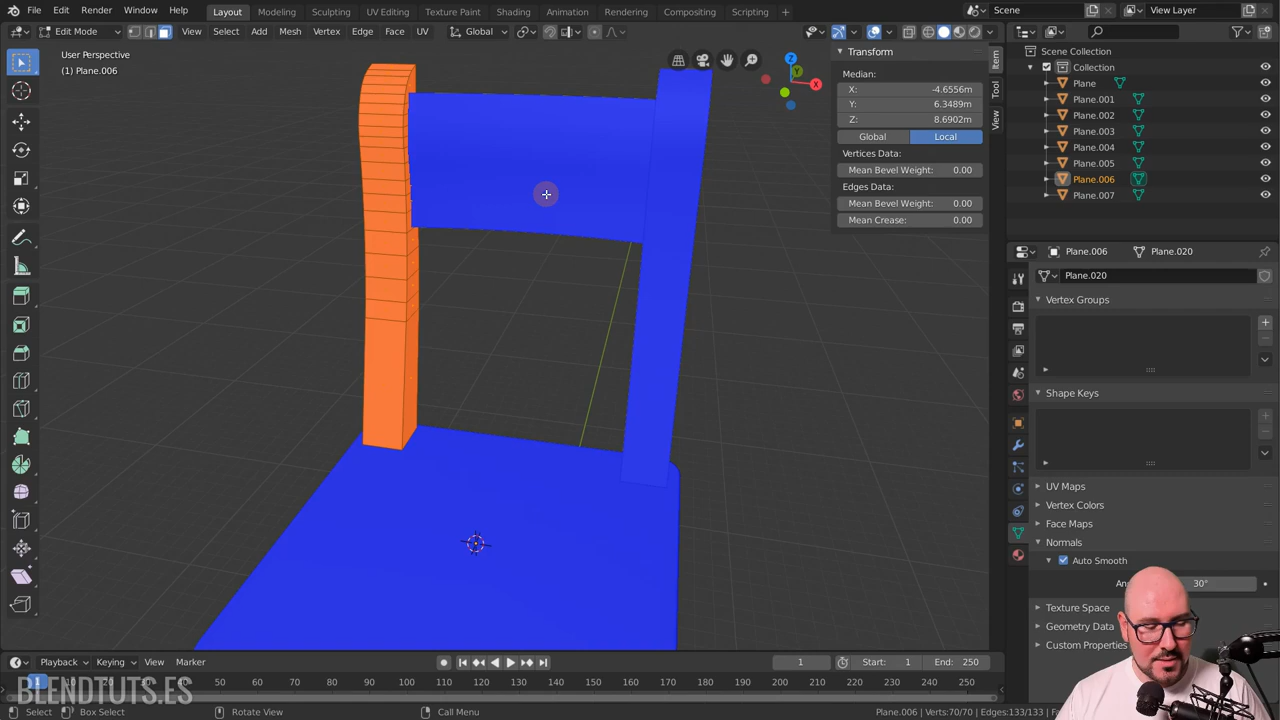 File Edit Render Window Help Layout Modeling Sculpting UV Editing Texture Paint Shading Animation Rendering Compositing Scripting + Scene View Layer
Edit Mode View Select Add Mesh Vertex Edge Face UV Global
User Perspective
(1) Plane.006
X
Y
Z
Transform
Median:
X: -4.6556m
Y: 6.3489m
Z: 8.6902m
Global Local
Vertices Data:
Mean Bevel Weight: 0.00
Edges Data:
Mean Bevel Weight: 0.00
Mean Crease: 0.00
Item
Tool
View
Scene Collection
Collection
Plane
Plane.001
Plane.002
Plane.003
Plane.004
Plane.005
Plane.006
Plane.007
Plane.006 Plane.020
Plane.020
Vertex Groups
Shape Keys
UV Maps
Vertex Colors
Face Maps
Normals
Auto Smooth
30°
Texture Space
Geometry Data
Custom Properties
Playback Keying View Marker 1 Start: 1 End: 250
1 20 30 40 50 60 70 80 90 100 110 120 130 140 150 160 170 180 190 200 210 220 230 240 250
BLENDTUTS.ES
Select Box Select Rotate View Call Menu Plane.006 | Verts:70/70 | Edges:133/133 |